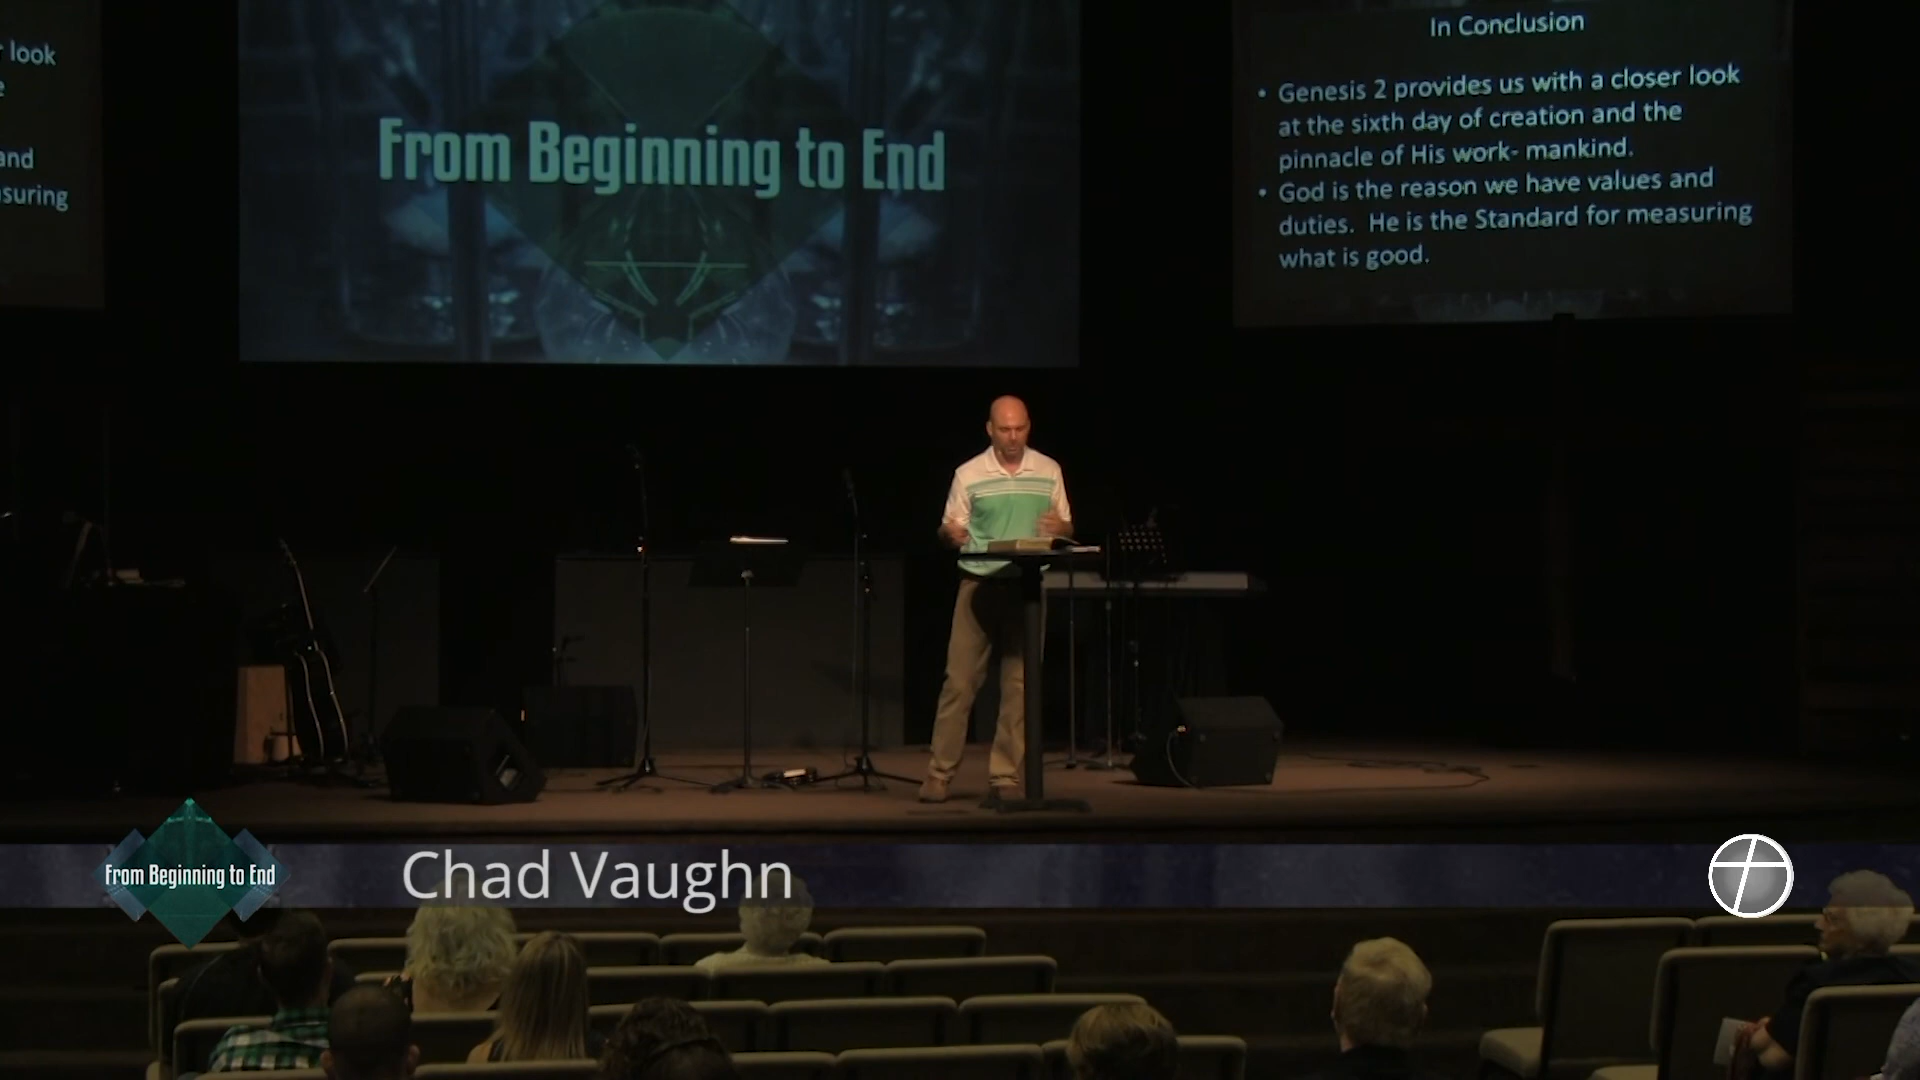 look
and
suring
From Beginning to End
In Conclusion
• Genesis 2 provides us with a closer look
at the sixth day of creation and the
pinnacle of His work- mankind.
• God is the reason we have values and
duties. He is the Standard for measuring
what is good.
From Beginning to End
Chad Vaughn